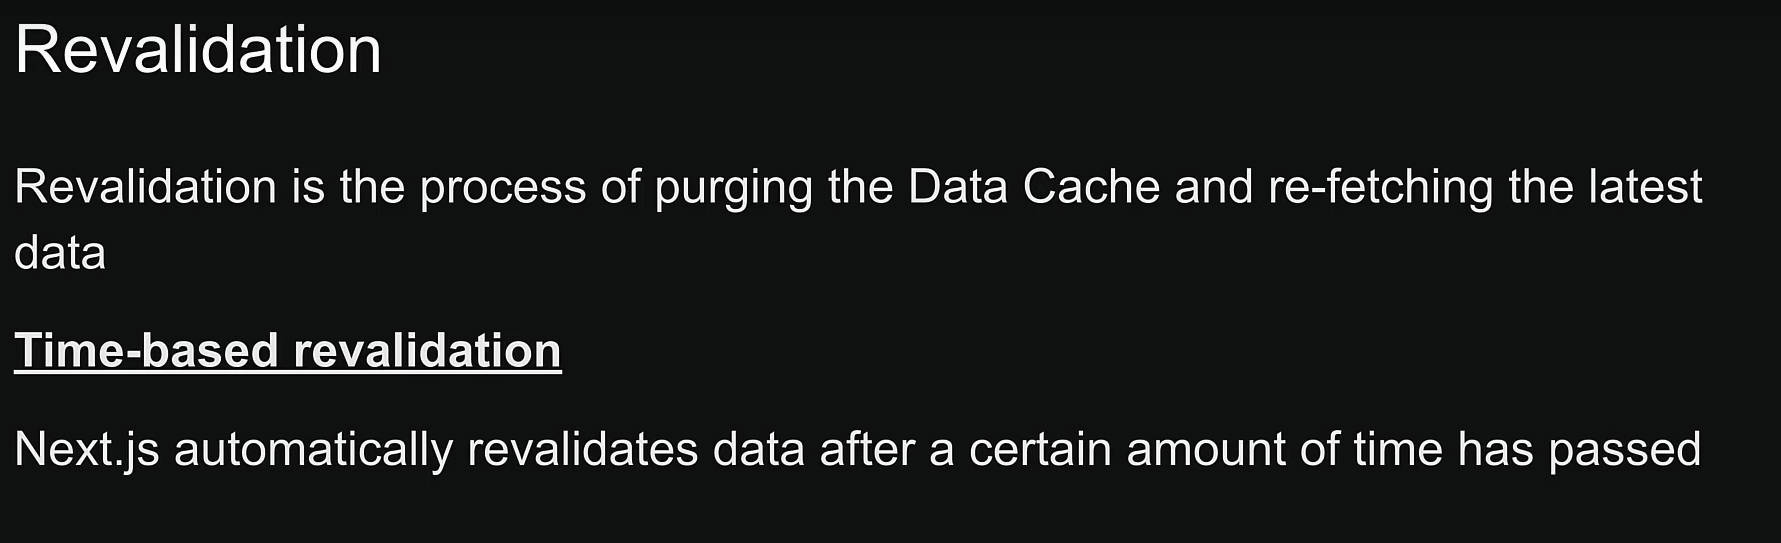 Revalidation
Revalidation is the process of purging the Data Cache and re-fetching the latest
data
Time-based revalidation
Next.js automatically revalidates data after a certain amount of time has passed